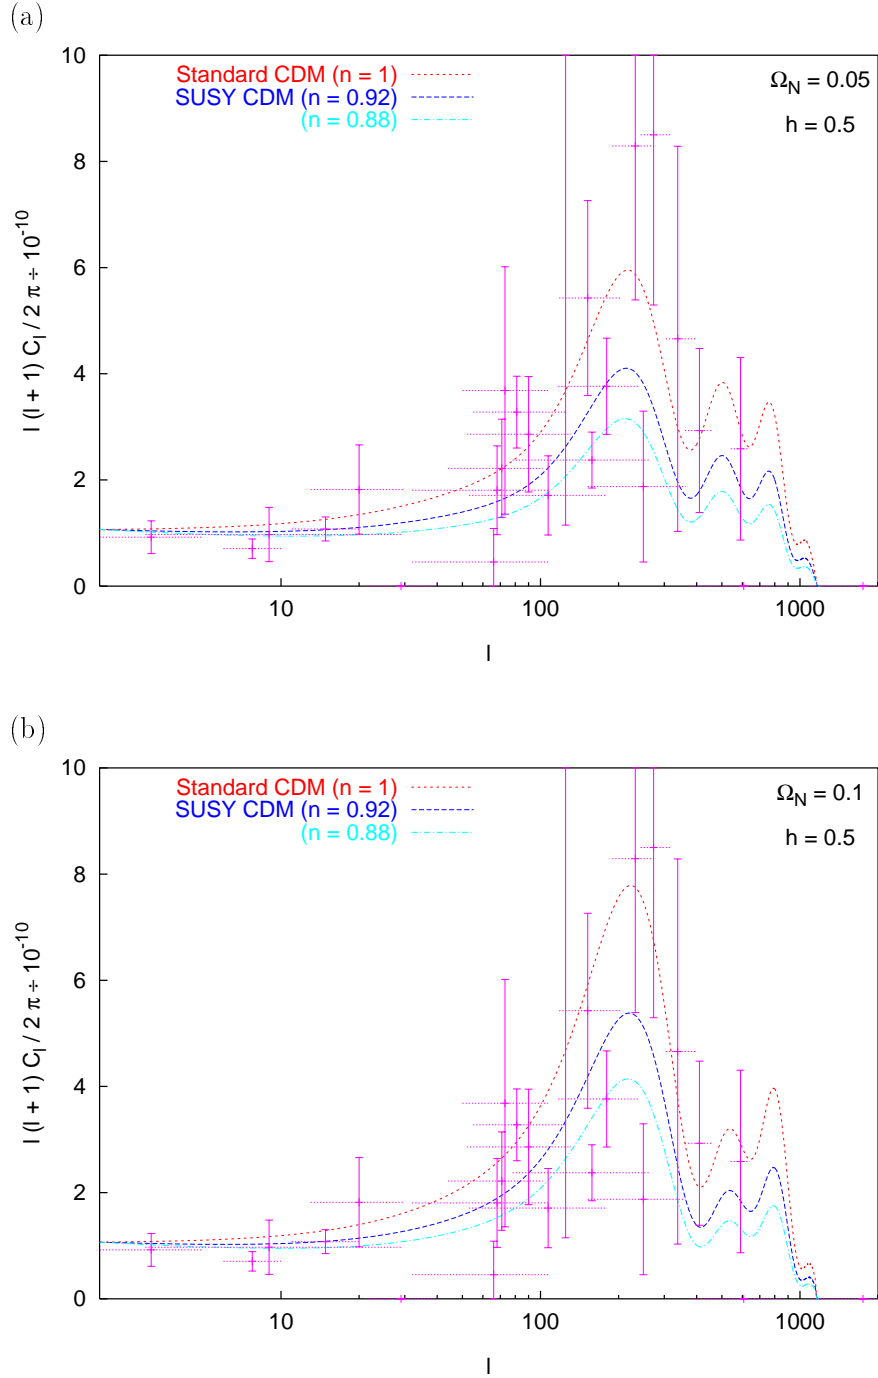 (a)
10
8
6
4
2
0
l (l + 1) C_l / 2 π ÷ 10^-10
Standard CDM (n = 1)
SUSY CDM (n = 0.92)
(n = 0.88)
Ω_N = 0.05
h = 0.5
10 100 1000
l
(b)
10
8
6
4
2
0
l (l + 1) C_l / 2 π ÷ 10^-10
Standard CDM (n = 1)
SUSY CDM (n = 0.92)
(n = 0.88)
Ω_N = 0.1
h = 0.5
10 100 1000
l